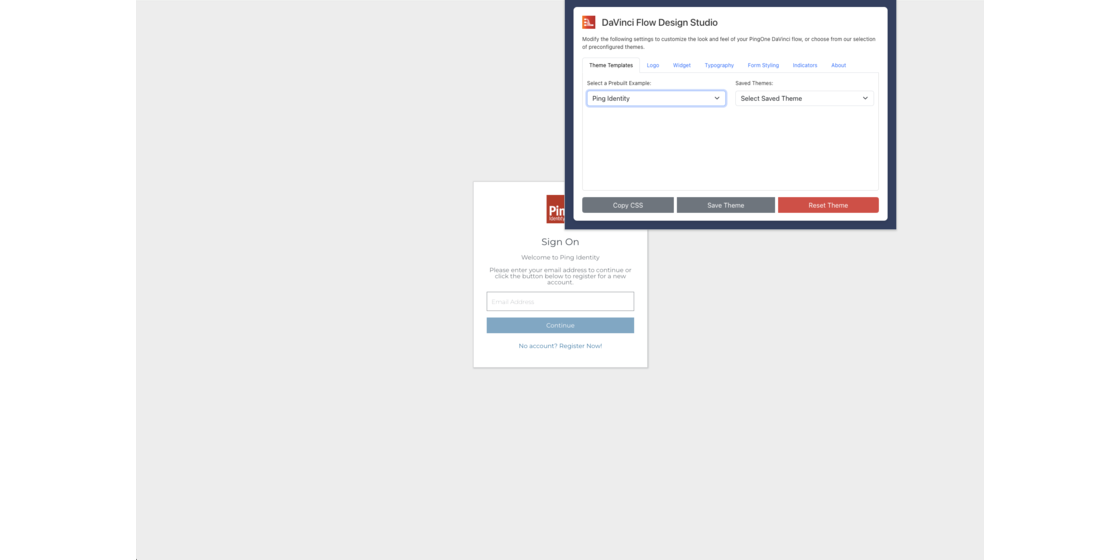 DaVinci Flow Design Studio
Modify the following settings to customize the look and feel of your PingOne DaVinci flow, or choose from our selection
of preconfigured themes.
Theme Templates Logo Widget Typography Form Styling Indicators About
Select a Prebuilt Example: Saved Themes:
Ping Identity Select Saved Theme
Copy CSS Save Theme Reset Theme
Sign On
Welcome to Ping Identity
Please enter your email address to continue or
click the button below to register for a new
account.
Email Address
Continue
No account? Register Now!